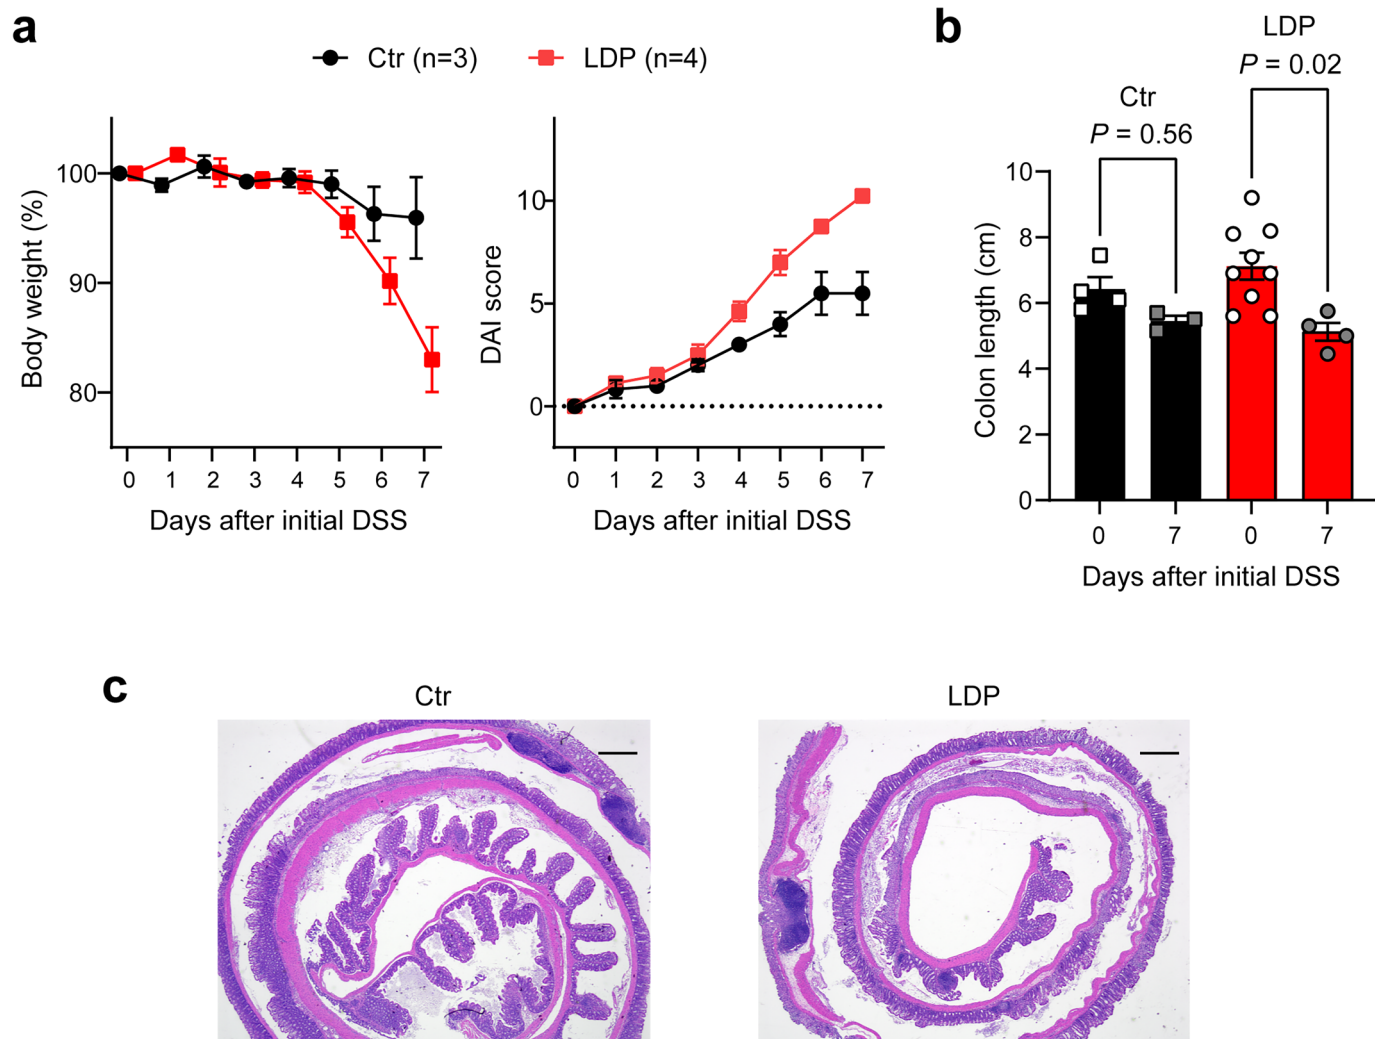 a
Ctr (n=3)
LDP (n=4)
Body weight (%)
100
90
80
0 1 2 3 4 5 6 7
Days after initial DSS
DAI score
10
5
0
0 1 2 3 4 5 6 7
Days after initial DSS
b
LDP
P = 0.02
Ctr
P = 0.56
Colon length (cm)
10
8
6
4
2
0
0 7 0 7
Days after initial DSS
c
Ctr
LDP